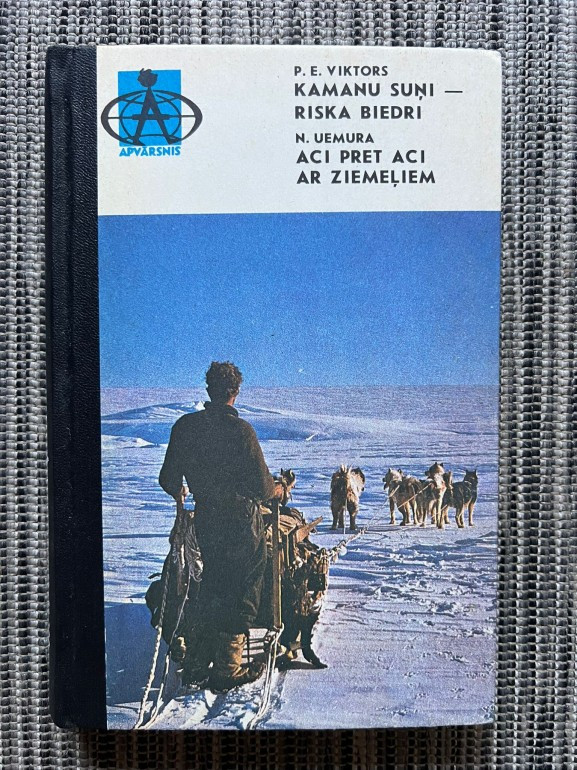 P. E. VIKTORS
KAMANU SUŅI —
RISKA BIEDRI
N. UEMURA
ACI PRET ACI
AR ZIEMEĻIEM
APVĀRSNIS